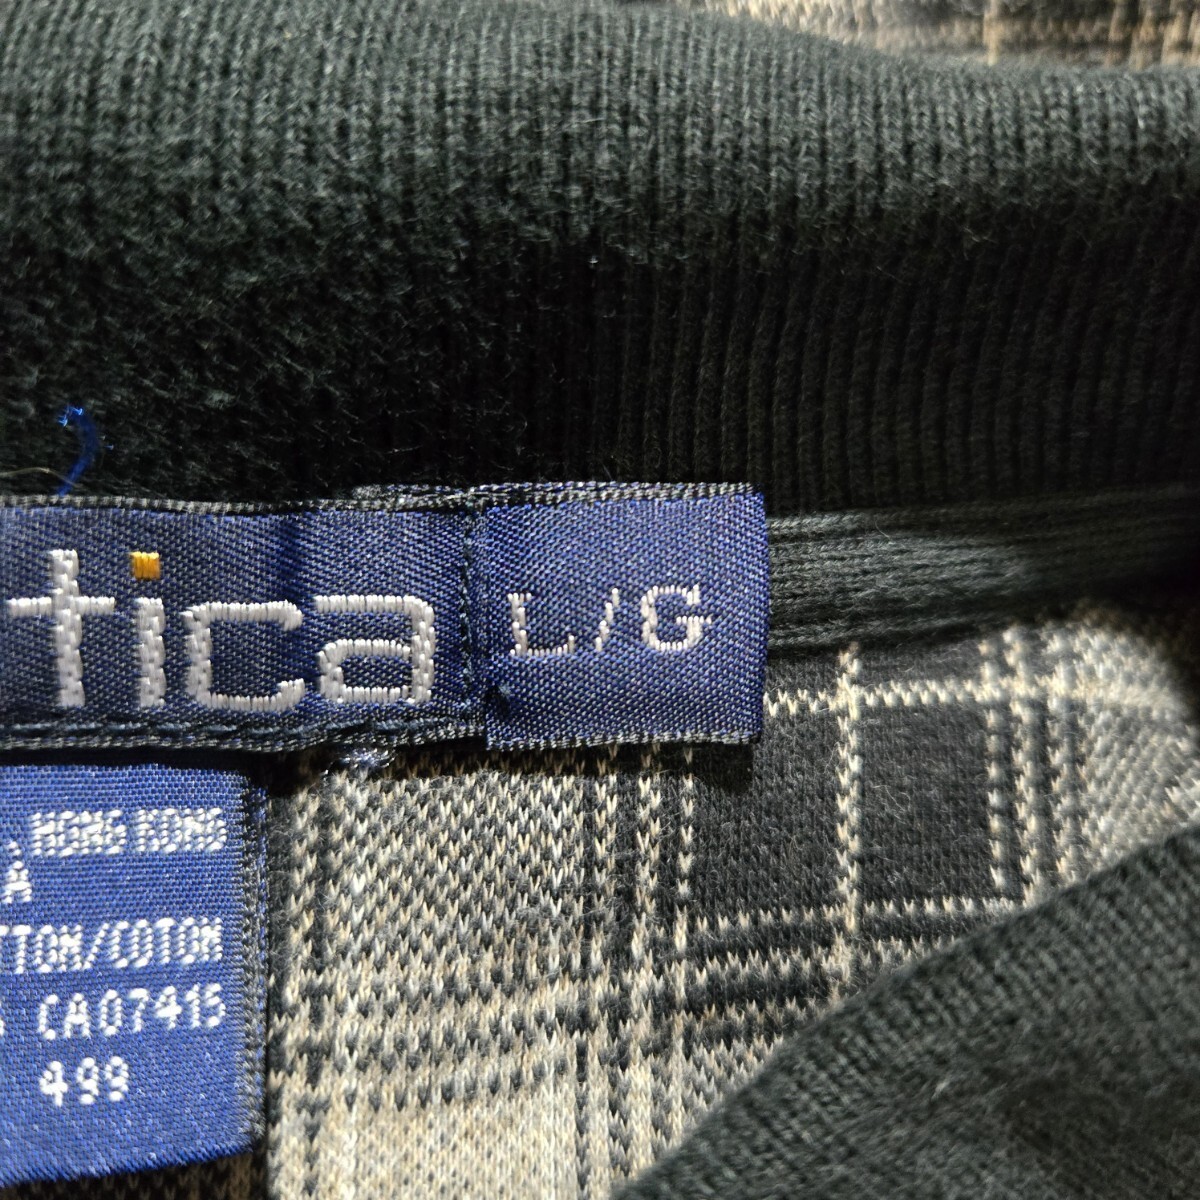 tica L/G
HONG KONG
A
TTON/COTON
CA07415
499